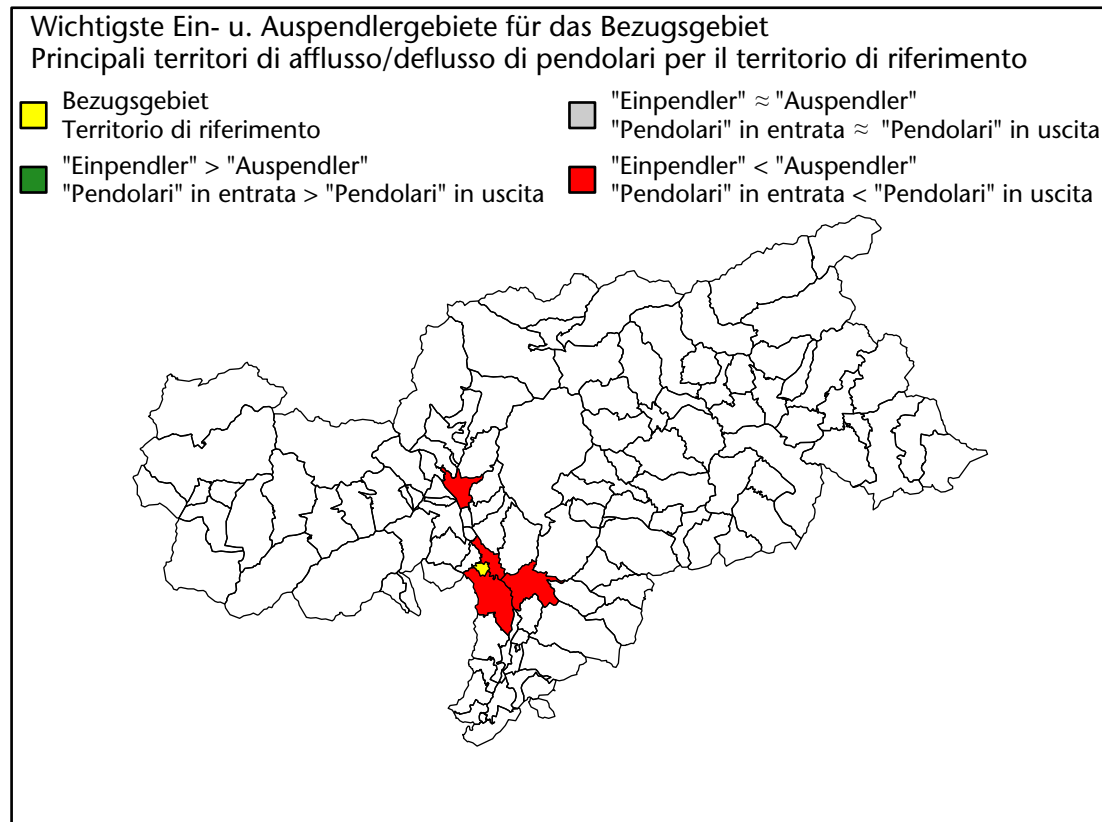 Wichtigste Ein- u. Auspendlergebiete für das Bezugsgebiet
Principali territori di afflusso/deflusso di pendolari per il territorio di riferimento
Bezugsgebiet
Territorio di riferimento
"Einpendler" > "Auspendler"
"Pendolari" in entrata > "Pendolari" in uscita
"Einpendler" ≈ "Auspendler"
"Pendolari" in entrata ≈ "Pendolari" in uscita
"Einpendler" < "Auspendler"
"Pendolari" in entrata < "Pendolari" in uscita